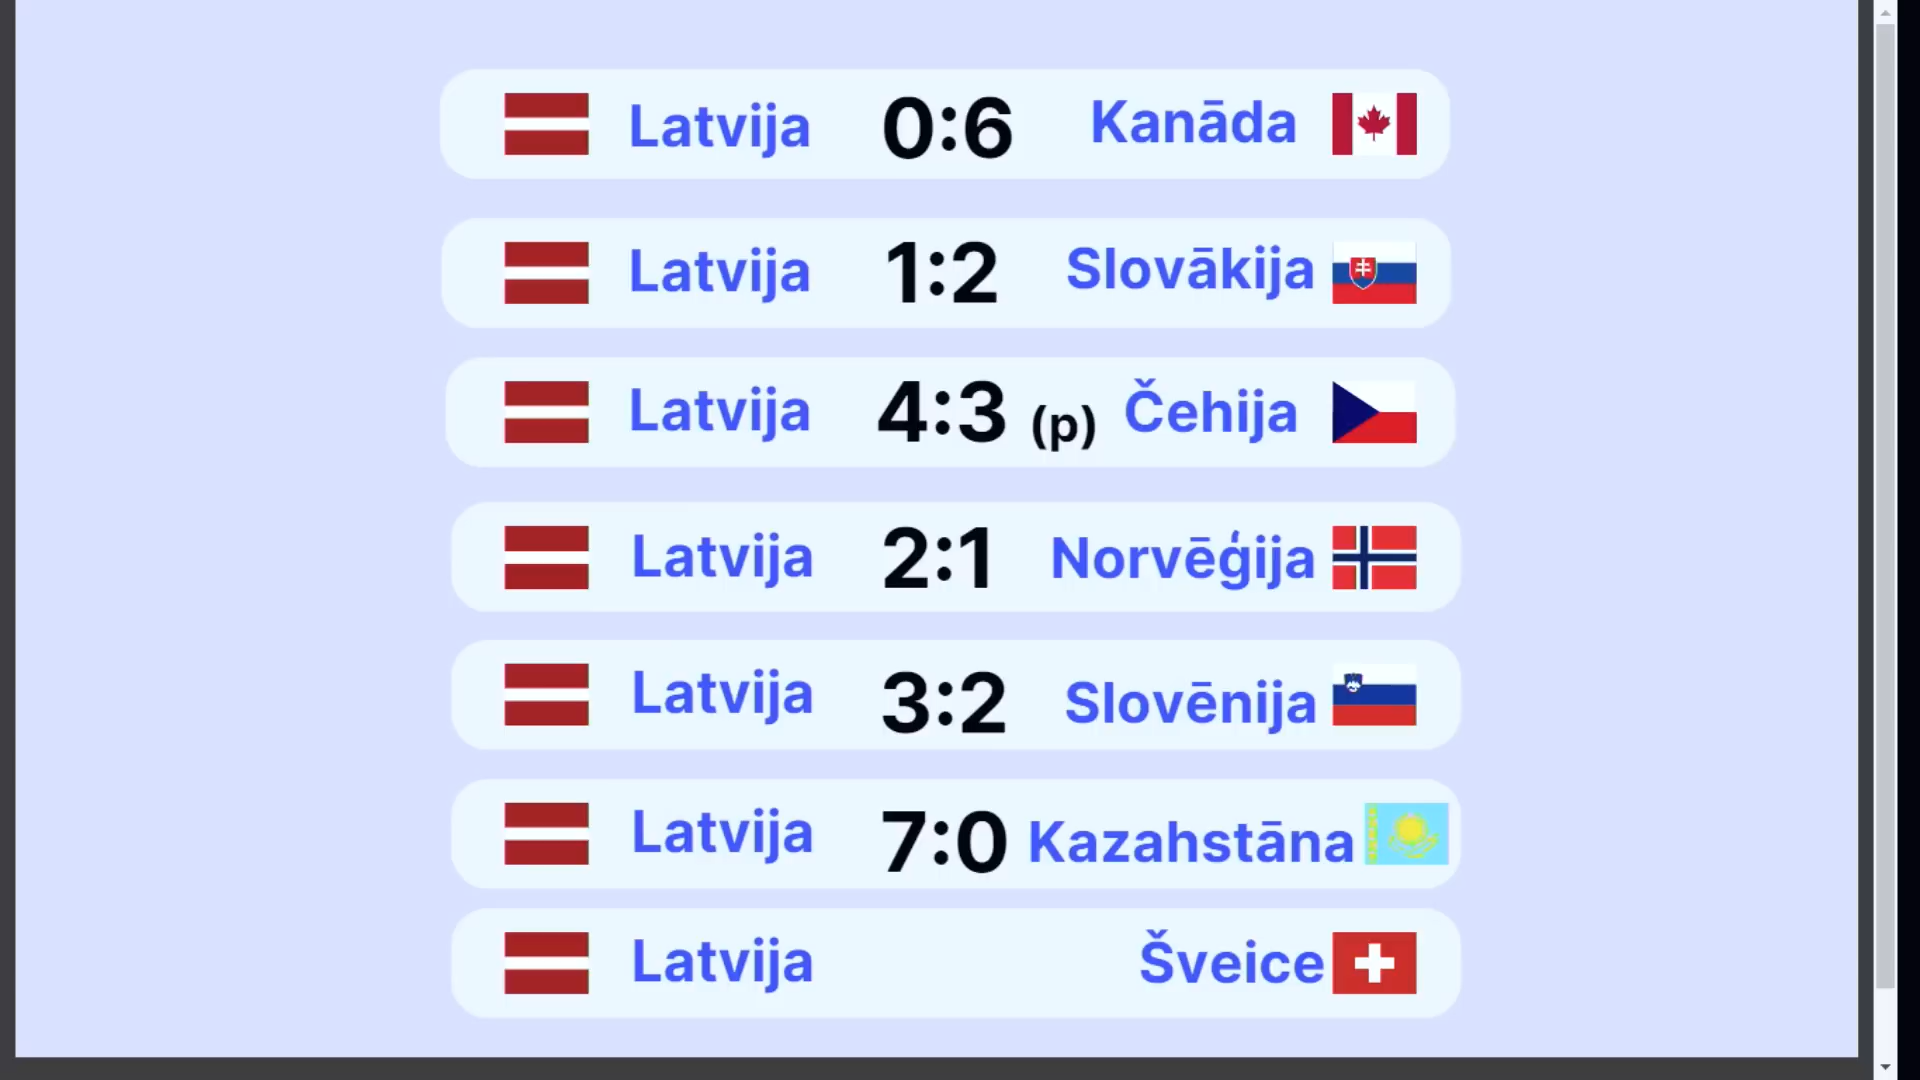 Latvija 0:6 Kanāda
Latvija 1:2 Slovākija
Latvija 4:3 (p) Čehija
Latvija 2:1 Norvēģija
Latvija 3:2 Slovēnija
Latvija 7:0 Kazahstāna
Latvija Šveice